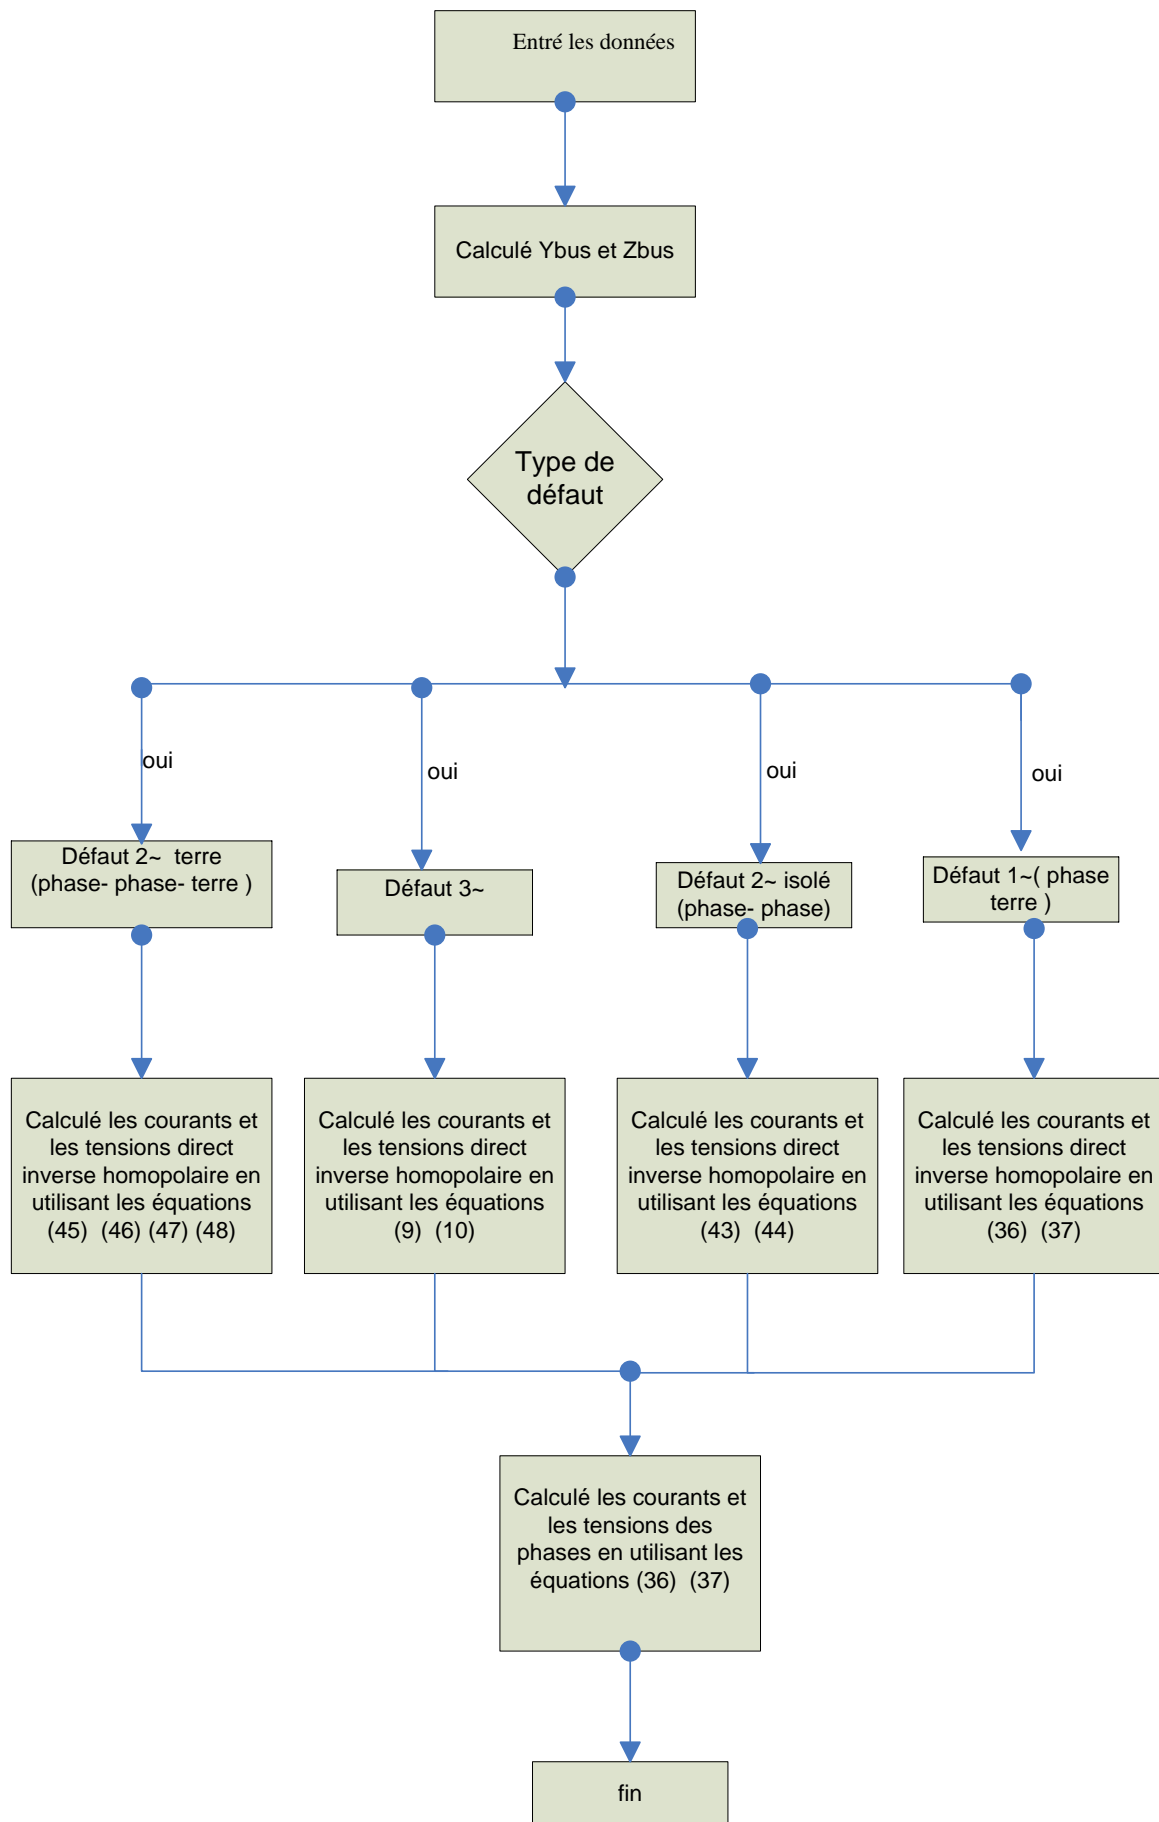 Entré les données
Calculé Ybus et Zbus
Type de
défaut
oui
oui
oui
oui
Défaut 2~ terre
(phase- phase- terre )
Défaut 3~
Défaut 2~ isolé
(phase- phase)
Défaut 1~( phase
terre )
Calculé les courants et
les tensions direct
inverse homopolaire en
utilisant les équations
(45) (46) (47) (48)
Calculé les courants et
les tensions direct
inverse homopolaire en
utilisant les équations
(9) (10)
Calculé les courants et
les tensions direct
inverse homopolaire en
utilisant les équations
(43) (44)
Calculé les courants et
les tensions direct
inverse homopolaire en
utilisant les équations
(36) (37)
Calculé les courants et
les tensions des
phases en utilisant les
équations (36) (37)
fin